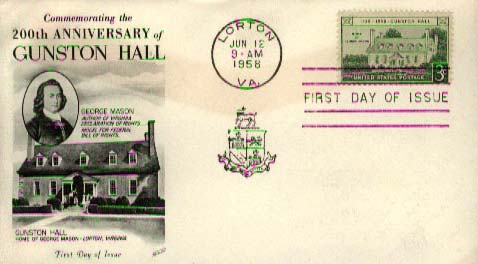 Commemorating the
200th ANNIVERSARY of
GUNSTON HALL
GEORGE MASON
AUTHOR OF VIRGINIA
DECLARATION OF RIGHTS,
MODEL FOR FEDERAL
BILL OF RIGHTS.
GUNSTON HALL
HOME OF GEORGE MASON - LORTON, VIRGINIA
First Day of Issue
LORTON
JUN 12
9 - AM
1958
VA.
1758 - 1958 - GUNSTON HALL
UNITED STATES POSTAGE
3¢
FIRST DAY OF ISSUE